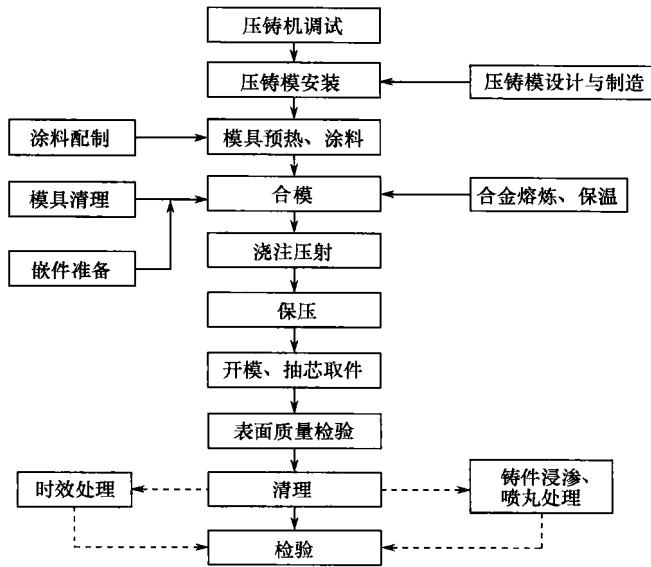 压铸机调试
压铸模安装
压铸模设计与制造
涂料配制
模具预热、涂料
模具清理
合模
合金熔炼、保温
嵌件准备
浇注压射
保压
开模、抽芯取件
表面质量检验
时效处理
清理
铸件浸渗、
喷丸处理
检验